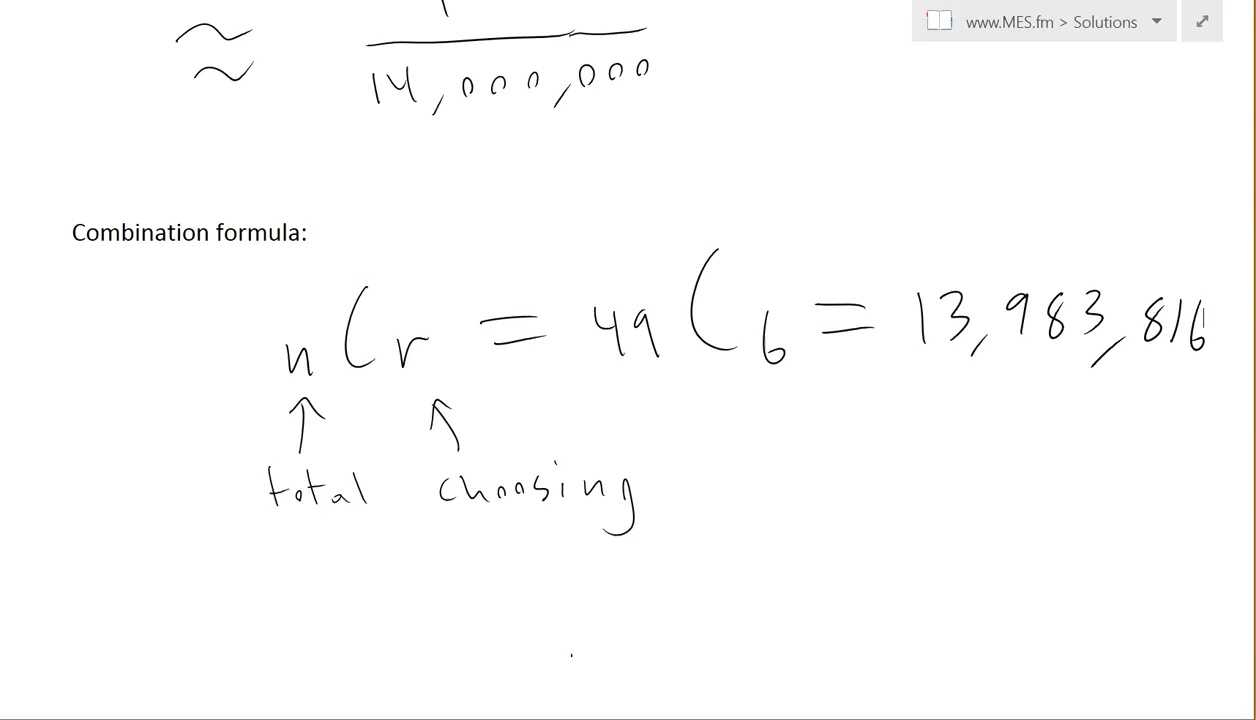 www.MES.fm > Solutions
≈
14,000,000
Combination formula:
nCr = 49C6 = 13,983,816
↑ ↑
total choosing